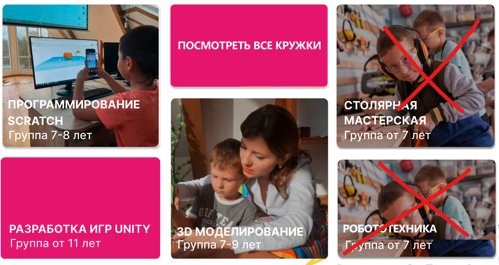 ПРОГРАММИРОВАНИЕ
SCRATCH
Группа 7-8 лет
ПОСМОТРЕТЬ ВСЕ КРУЖКИ
СТОЛЯРНАЯ
МАСТЕРСКАЯ
Группа от 7 лет
РАЗРАБОТКА ИГР UNITY
Группа от 11 лет
3D МОДЕЛИРОВАНИЕ
Группа 7-9 лет
РОБОТОТЕХНИКА
Группа от 7 лет